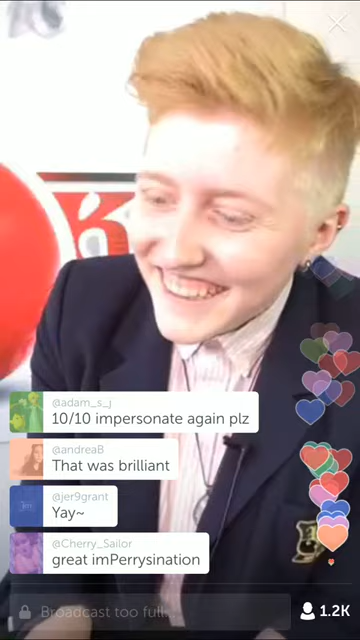 @adam_s_j
10/10 impersonate again plz
@andreaB
That was brilliant
@jer9grant
Yay~
@Cherry_Sailor
great imPerrysination
Broadcast too full...
1.2K